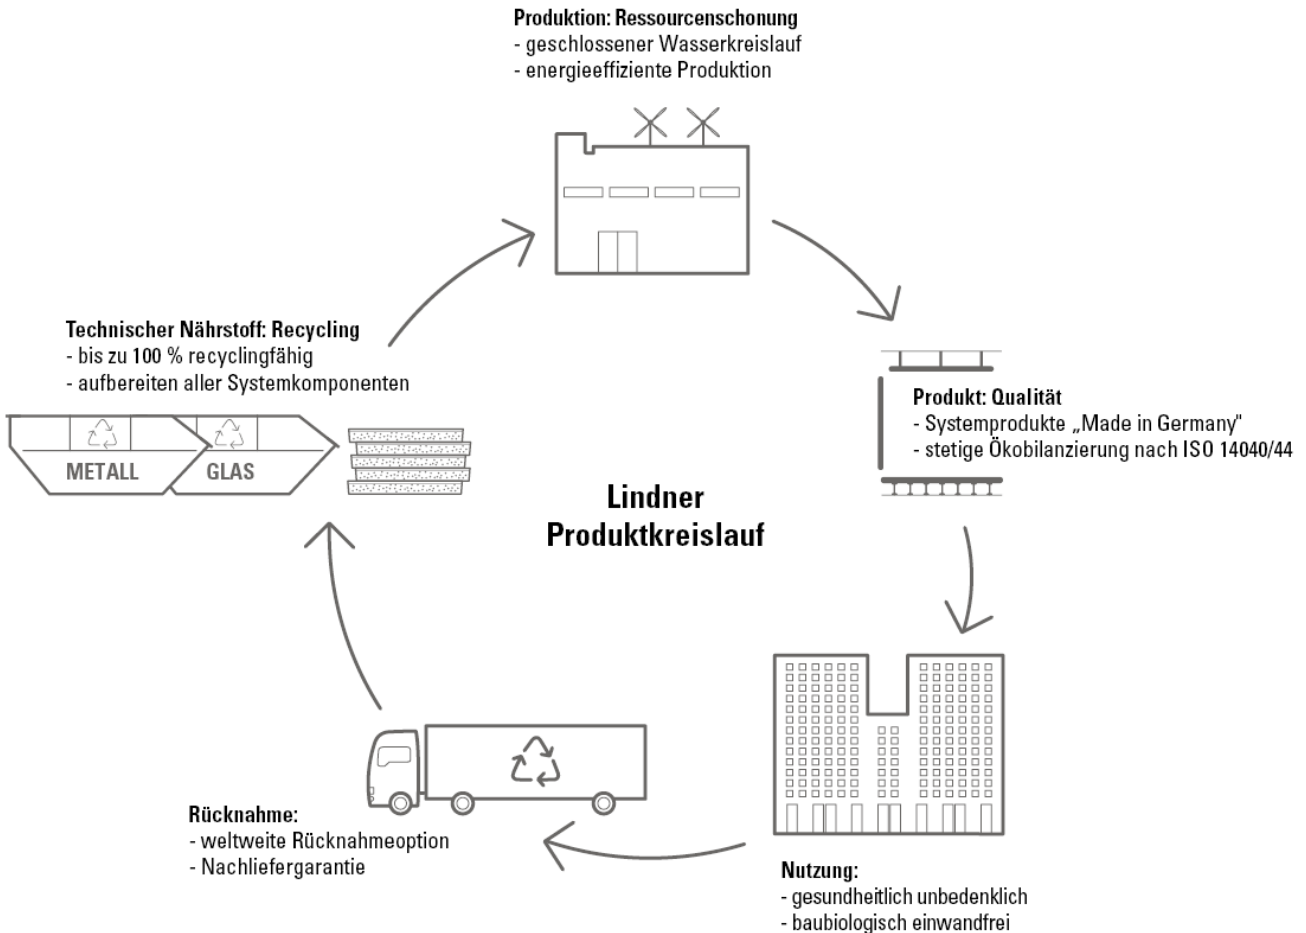 Produktion: Ressourcenschonung
- geschlossener Wasserkreislauf
- energieeffiziente Produktion
Technischer Nährstoff: Recycling
- bis zu 100 % recyclingfähig
- aufbereiten aller Systemkomponenten
METALL
GLAS
Produkt: Qualität
- Systemprodukte „Made in Germany"
- stetige Ökobilanzierung nach ISO 14040/44
Lindner
Produktkreislauf
Rücknahme:
- weltweite Rücknahmeoption
- Nachliefergarantie
Nutzung:
- gesundheitlich unbedenklich
- baubiologisch einwandfrei